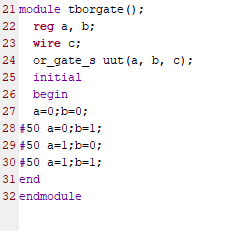 21 module tborgate();
22 reg a, b;
23 wire c;
24 or_gate_s uut(a, b, c);
25 initial
26 begin
27 a=0;b=0;
28 #50 a=0;b=1;
29 #50 a=1;b=0;
30 #50 a=1;b=1;
31 end
32 endmodule